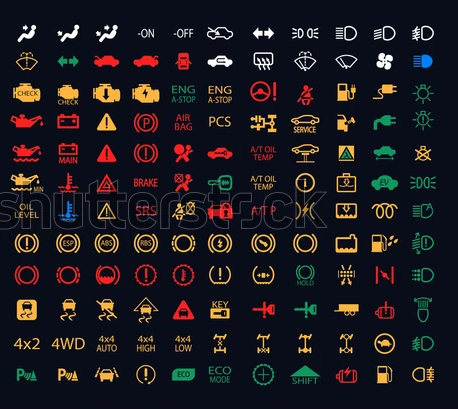 -ON -OFF
CHECK CHECK ENG A-STOP ENG A-STOP
AIR BAG PCS SERVICE
MAIN A/T OIL TEMP
MIN BRAKE A/T OIL TEMP EV
OIL LEVEL SRS A/T P
shutterstock
ESP ABS RBS
HOLD
KEY
4x2 4WD 4x4 AUTO 4x4 HIGH 4x4 LOW
P P ECO ECO MODE SHIFT